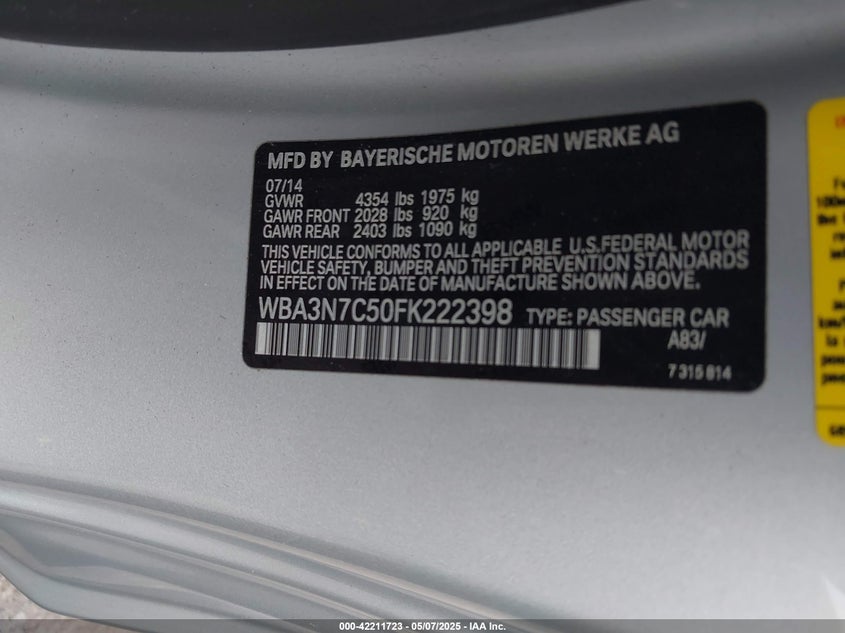 MFD BY BAYERISCHE MOTOREN WERKE AG
07/14
GVWR 4354 lbs 1975 kg
GAWR FRONT 2028 lbs 920 kg
GAWR REAR 2403 lbs 1090 kg
THIS VEHICLE CONFORMS TO ALL APPLICABLE U.S.FEDERAL MOTOR
VEHICLE SAFETY, BUMPER AND THEFT PREVENTION STANDARDS
IN EFFECT ON THE DATE OF MANUFACTURE SHOWN ABOVE.
WBA3N7C50FK222398 TYPE: PASSENGER CAR
A83/
7 315 814
000-42211723 - 05/07/2025 - IAA Inc.